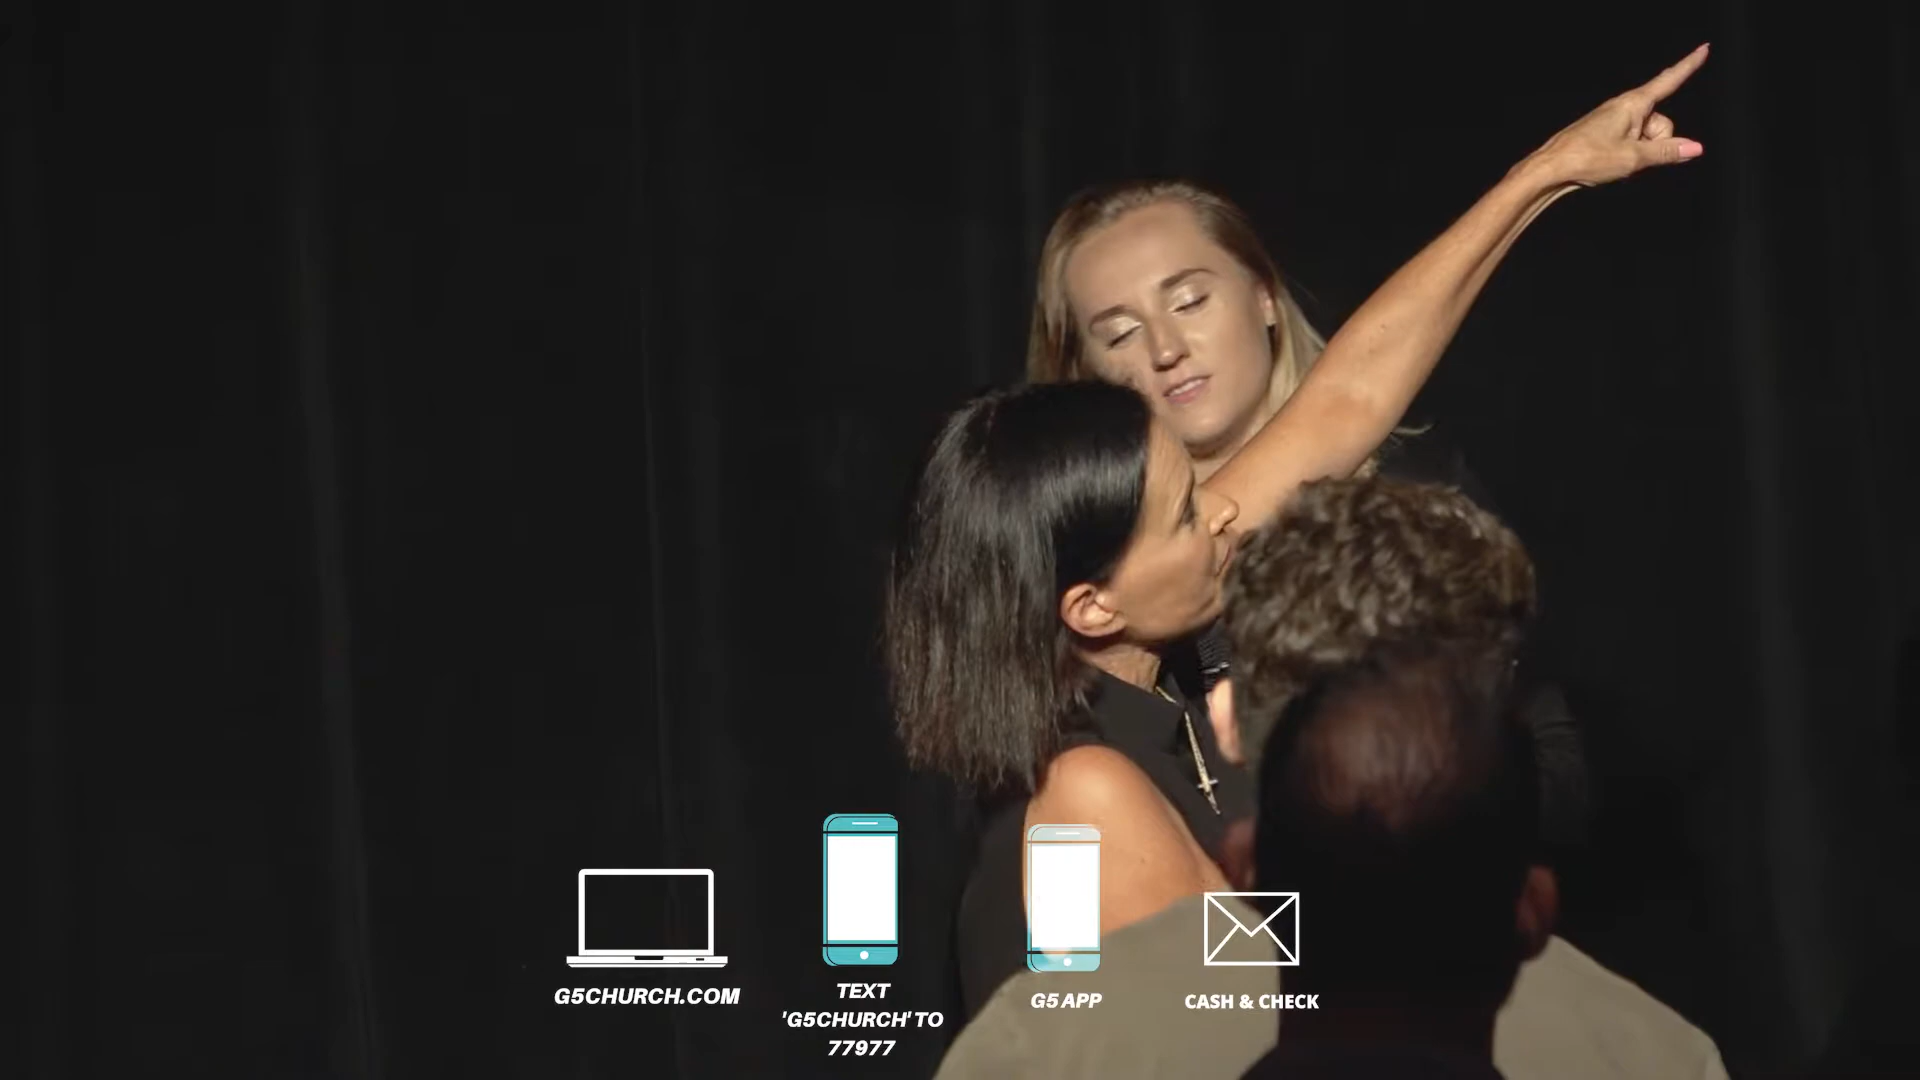 G5CHURCH.COM
TEXT
'G5CHURCH' TO
77977
G5 APP
CASH & CHECK